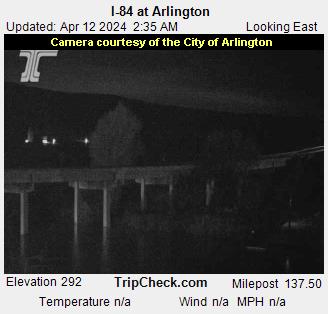 I-84 at Arlington
Updated: Apr 12 2024 2:35 AM Looking East
Camera courtesy of the City of Arlington
Elevation 292 TripCheck.com Milepost 137.50
Temperature n/a Wind n/a MPH n/a